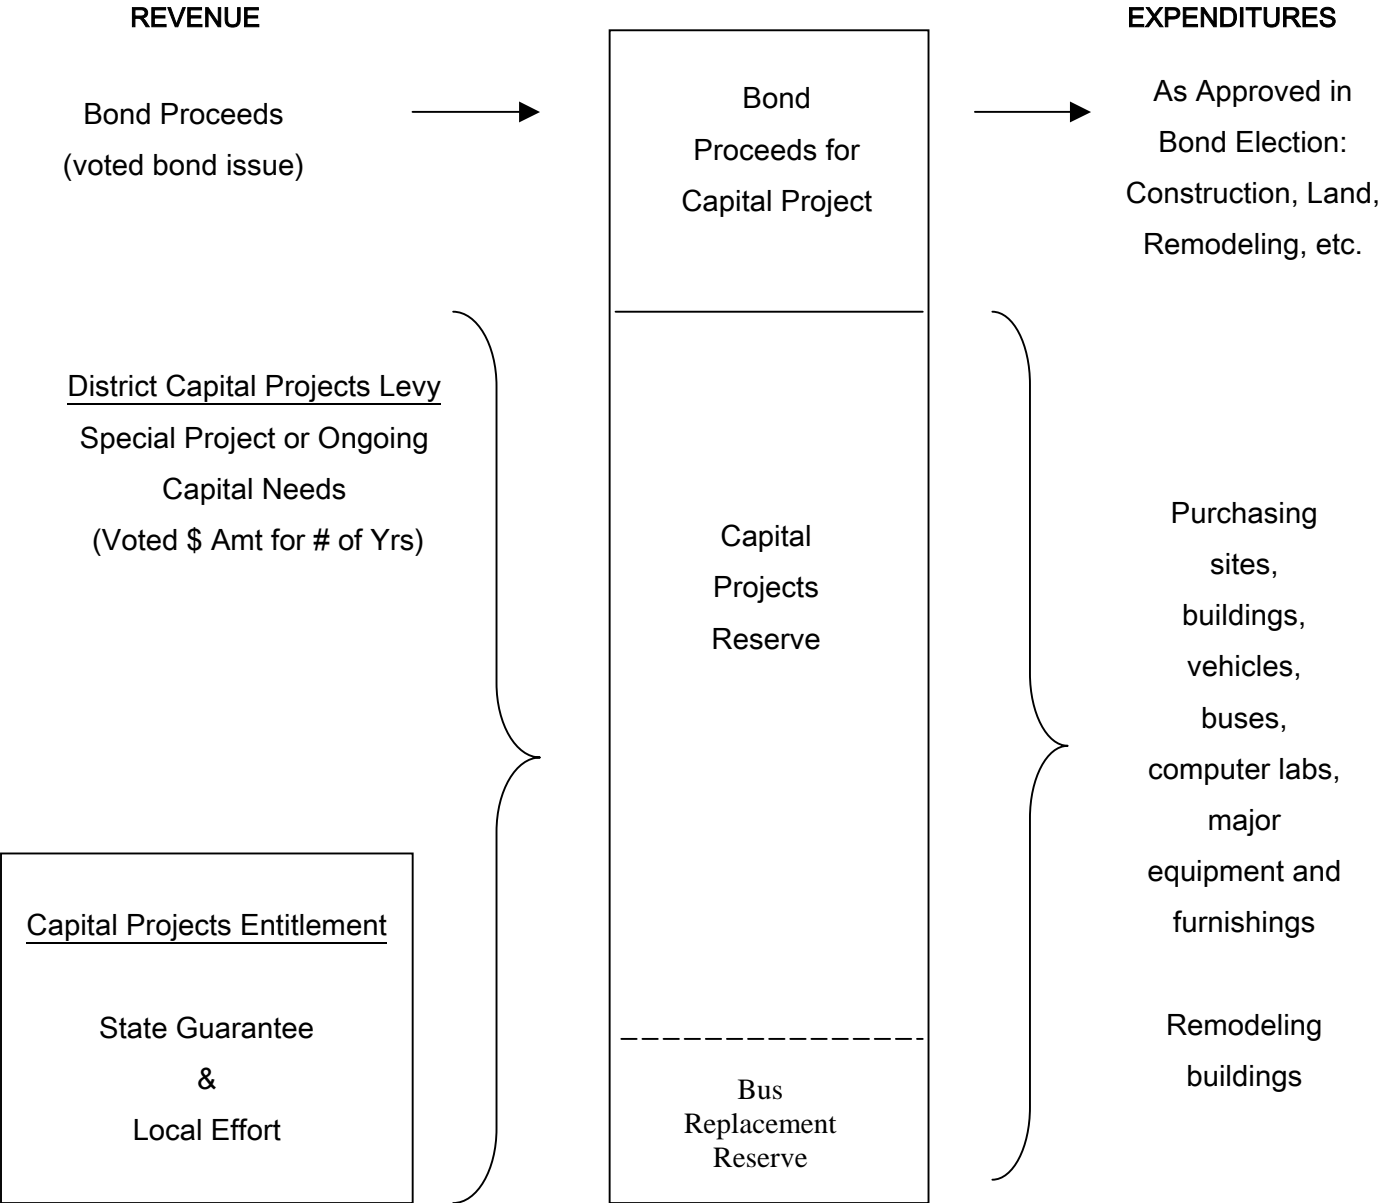 REVENUE
Bond Proceeds
(voted bond issue)
District Capital Projects Levy
Special Project or Ongoing
Capital Needs
(Voted $ Amt for # of Yrs)
Capital Projects Entitlement
State Guarantee
&
Local Effort
Bond
Proceeds for
Capital Project
Capital
Projects
Reserve
Bus
Replacement
Reserve
EXPENDITURES
As Approved in
Bond Election:
Construction, Land,
Remodeling, etc.
Purchasing
sites,
buildings,
vehicles,
buses,
computer labs,
major
equipment and
furnishings
Remodeling
buildings